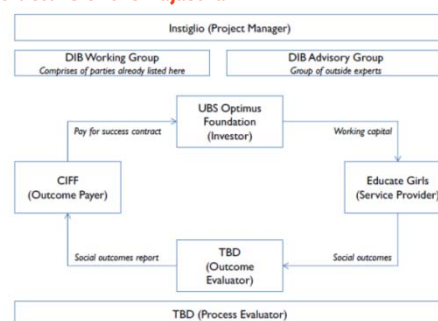 Instiglio (Project Manager)
DIB Working Group
Comprises of parties already listed here
DIB Advisory Group
Group of outside experts
UBS Optimus
Foundation
(Investor)
Pay for success contract
Working capital
CIFF
(Outcome Payer)
Educate Girls
(Service Provider)
TBD
(Outcome
Evaluator)
Social outcomes report
Social outcomes
TBD (Process Evaluator)